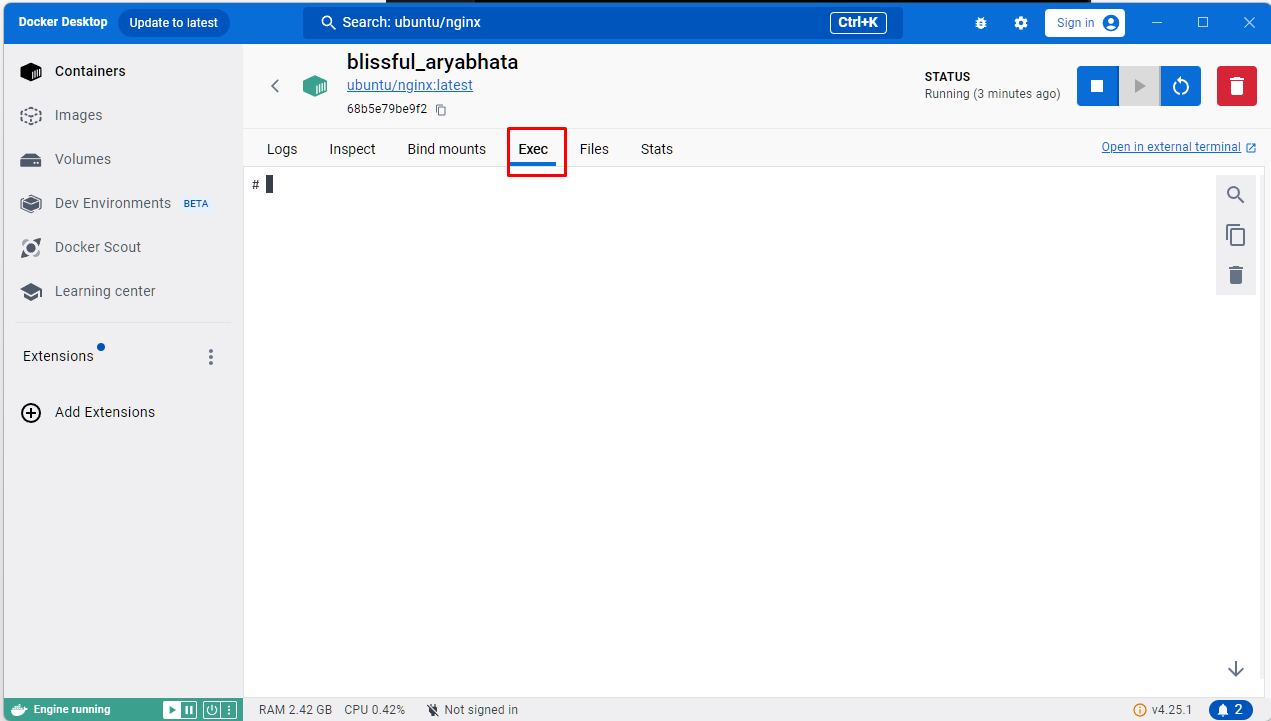 Docker Desktop
Update to latest
Search: ubuntu/nginx
Ctrl+K
Sign in
Containers
Images
Volumes
Dev Environments BETA
Docker Scout
Learning center
Extensions
Add Extensions
blissful_aryabhata
ubuntu/nginx:latest
68b5e79be9f2
STATUS
Running (3 minutes ago)
Logs
Inspect
Bind mounts
Exec
Files
Stats
Open in external terminal
#
Engine running
RAM 2.42 GB
CPU 0.42%
Not signed in
v4.25.1
2